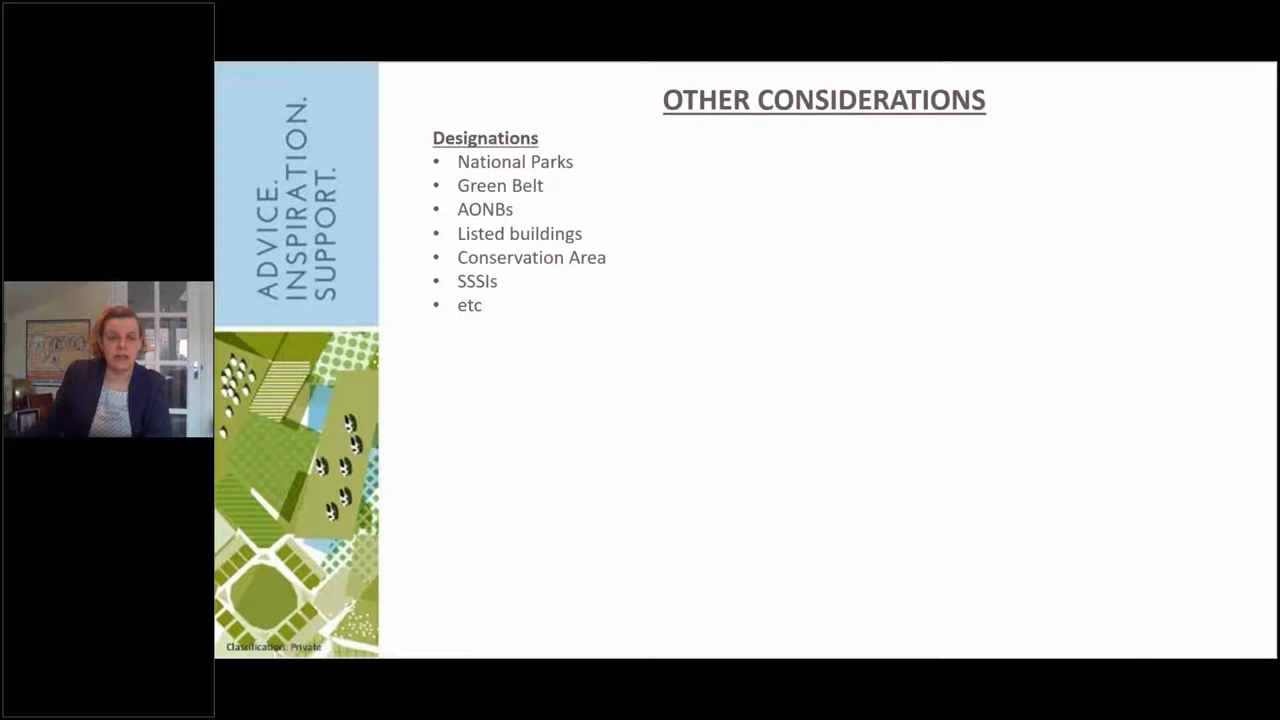 ADVICE.
INSPIRATION.
SUPPORT.
OTHER CONSIDERATIONS
Designations
• National Parks
• Green Belt
• AONBs
• Listed buildings
• Conservation Area
• SSSIs
• etc
Classification: Private